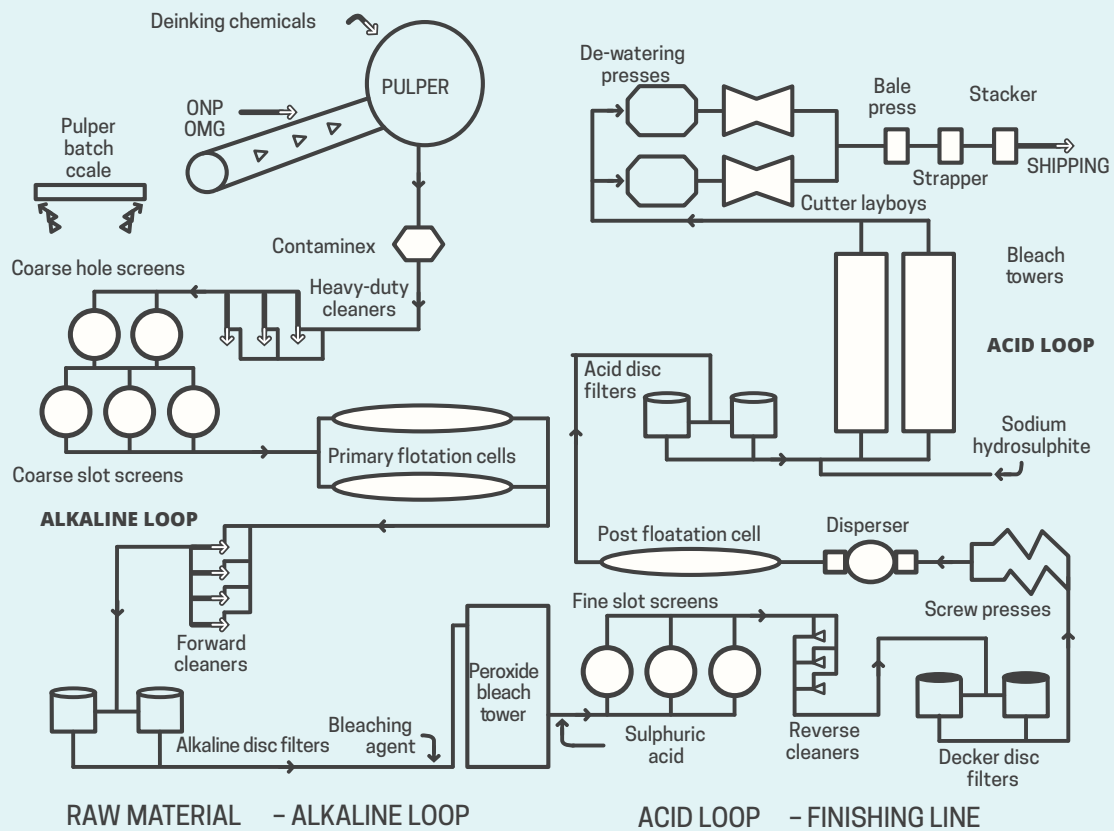 Deinking chemicals
PULPER
ONP
OMG
Pulper
batch
ccale
Contaminex
Coarse hole screens
Heavy-duty
cleaners
Coarse slot screens
Primary flotation cells
ALKALINE LOOP
Forward
cleaners
Alkaline disc filters
Bleaching
agent
Peroxide
bleach
tower
RAW MATERIAL – ALKALINE LOOP
De-watering
presses
Bale
press
Stacker
Strapper
SHIPPING
Cutter layboys
Bleach
towers
ACID LOOP
Acid disc
filters
Sodium
hydrosulphite
Post floatation cell
Disperser
Screw presses
Fine slot screens
Sulphuric
acid
Reverse
cleaners
Decker disc
filters
ACID LOOP – FINISHING LINE